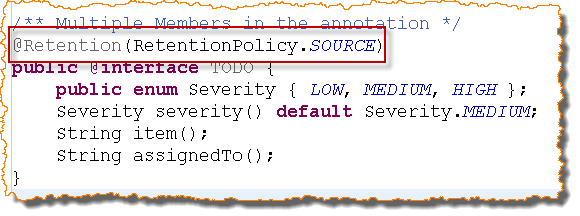 /** Multiple Members in the annotation */
@Retention(RetentionPolicy.SOURCE)
public @interface TODO {
    public enum Severity { LOW, MEDIUM, HIGH };
    Severity severity() default Severity.MEDIUM;
    String item();
    String assignedTo();
}